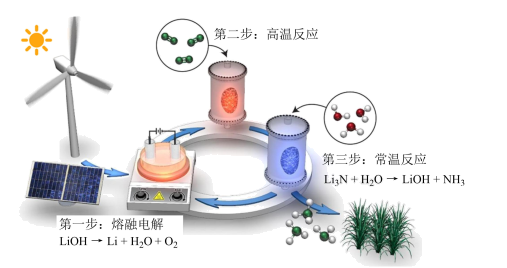 第二步：高温反应
第三步：常温反应
Li₃N + H₂O → LiOH + NH₃
第一步：熔融电解
LiOH → Li + H₂O + O₂